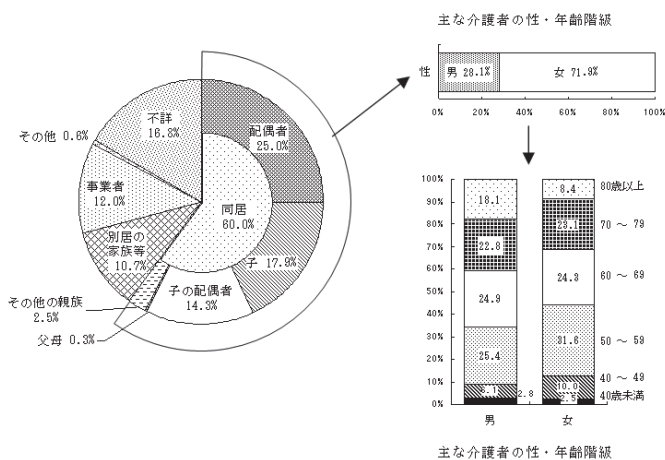 主な介護者の性・年齢階級
性
男 28.1%
女 71.9%
0%
20%
40%
60%
80%
100%
不詳
16.8%
その他 0.6%
事業者
12.0%
別居の
家族等
10.7%
その他の親族
2.5%
父母 0.3%
子の配偶者
14.3%
子 17.9%
配偶者
25.0%
同居
60.0%
100%
90%
80%
70%
60%
50%
40%
30%
20%
10%
0%
18.1
22.8
24.9
25.4
6.1
2.8
8.4
23.1
24.3
31.6
10.0
2.5
80歳以上
70 ～ 79
60 ～ 69
50 ～ 59
40 ～ 49
40歳未満
男
女
主な介護者の性・年齢階級